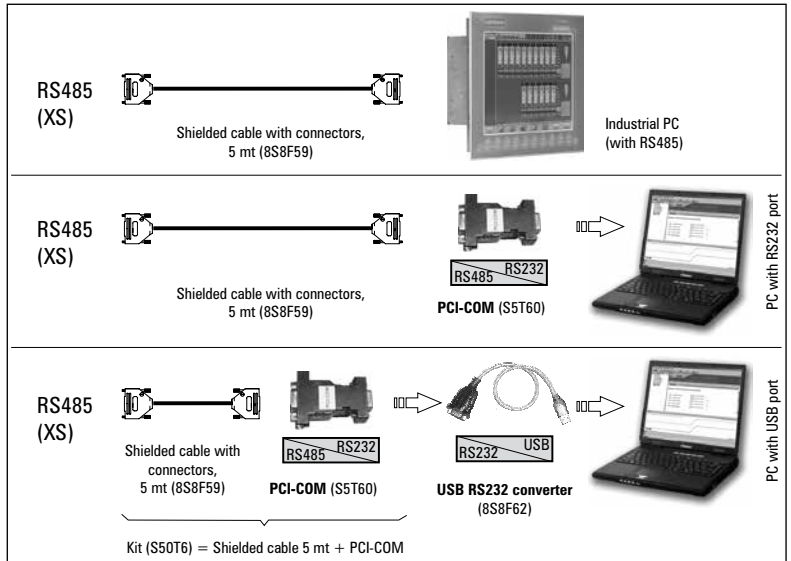 RS485
(XS)
Shielded cable with connectors,
5 mt (8S8F59)
Industrial PC
(with RS485)
RS485
(XS)
Shielded cable with connectors,
5 mt (8S8F59)
RS485 RS232
PCI-COM (S5T60)
PC with RS232 port
RS485
(XS)
Shielded cable with
connectors,
5 mt (8S8F59)
RS485 RS232
PCI-COM (S5T60)
RS232 USB
USB RS232 converter
(8S8F62)
PC with USB port
Kit (S50T6) = Shielded cable 5 mt + PCI-COM